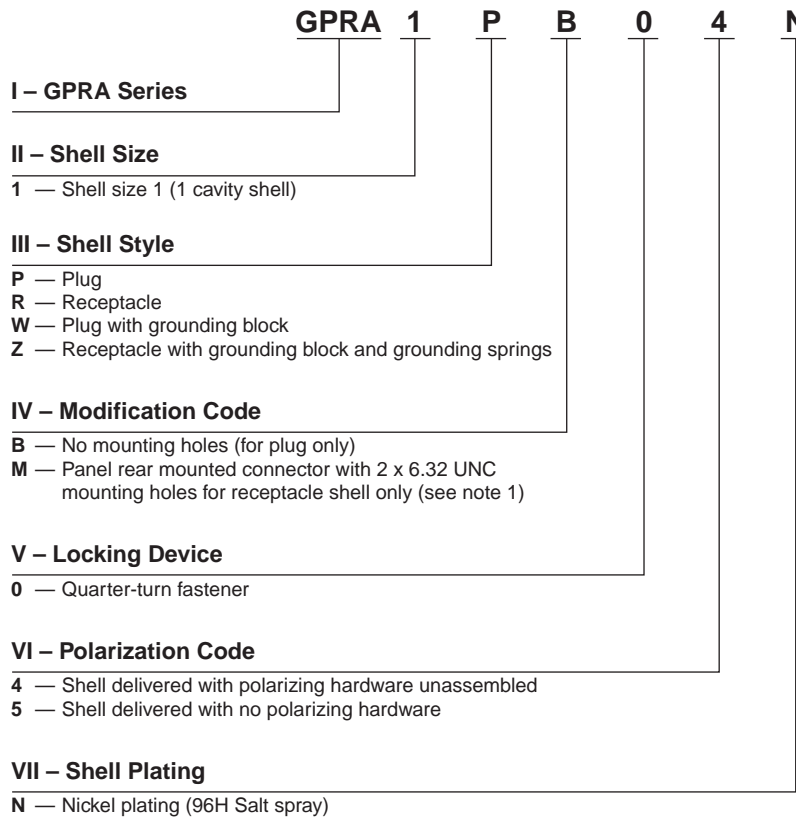 GPRA 1 P B 0 4 N
I – GPRA Series
II – Shell Size
1 — Shell size 1 (1 cavity shell)
III – Shell Style
P — Plug
R — Receptacle
W — Plug with grounding block
Z — Receptacle with grounding block and grounding springs
IV – Modification Code
B — No mounting holes (for plug only)
M — Panel rear mounted connector with 2 x 6.32 UNC
mounting holes for receptacle shell only (see note 1)
V – Locking Device
0 — Quarter-turn fastener
VI – Polarization Code
4 — Shell delivered with polarizing hardware unassembled
5 — Shell delivered with no polarizing hardware
VII – Shell Plating
N — Nickel plating (96H Salt spray)